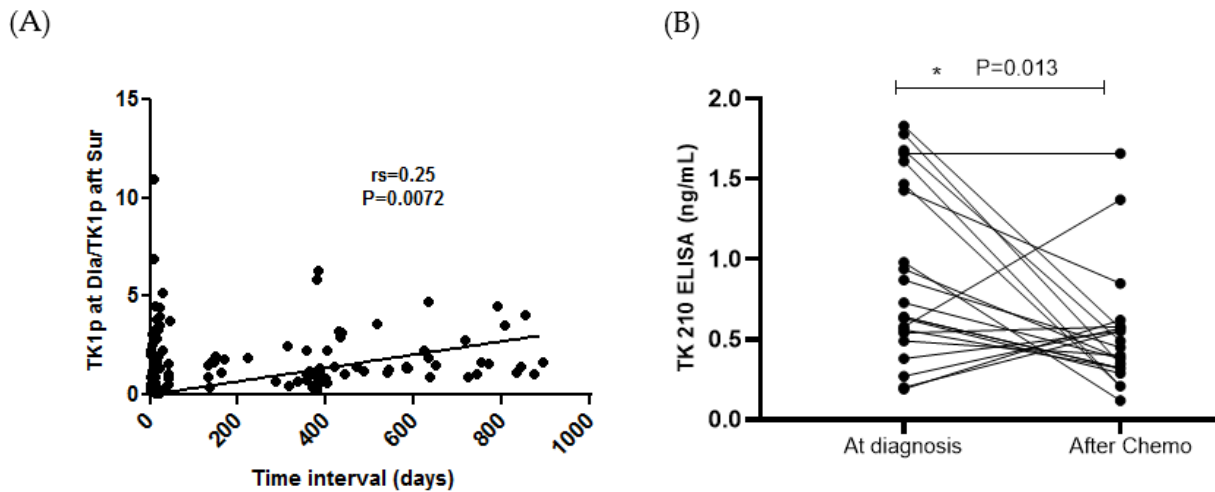 (A)
TK1p at DIa/TK1p aft Sur
15
10
5
0
rs=0.25
P=0.0072
0
200
400
600
800
1000
Time interval (days)
(B)
* P=0.013
TK 210 ELISA (ng/mL)
2.0
1.5
1.0
0.5
0.0
At diagnosis
After Chemo